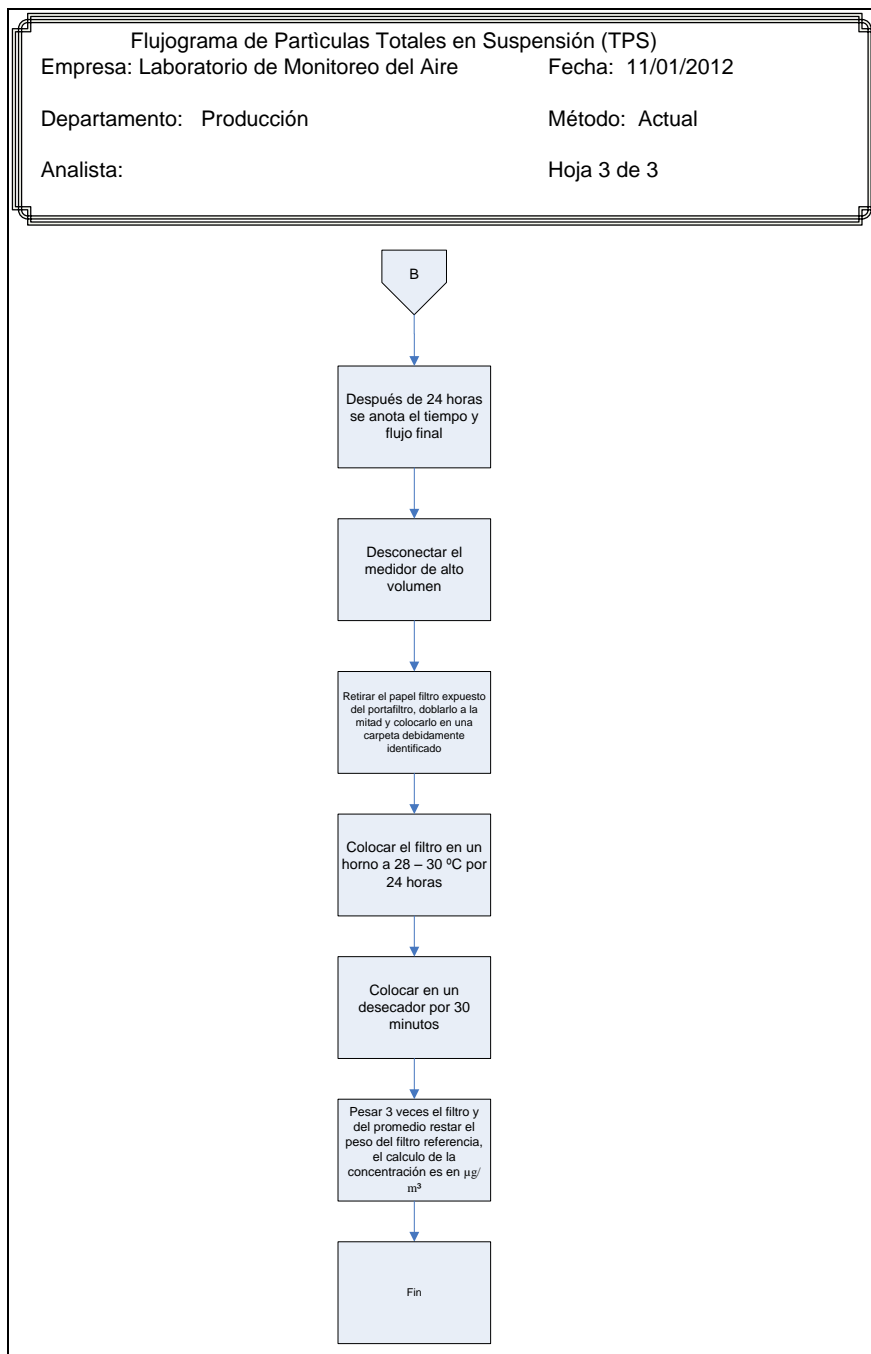 Flujograma de Partìculas Totales en Suspensión (TPS)
Empresa: Laboratorio de Monitoreo del Aire Fecha: 11/01/2012
Departamento: Producción Método: Actual
Analista: Hoja 3 de 3
B
Después de 24 horas
se anota el tiempo y
flujo final
Desconectar el
medidor de alto
volumen
Retirar el papel filtro expuesto
del portafiltro, doblarlo a la
mitad y colocarlo en una
carpeta debidamente
identificado
Colocar el filtro en un
horno a 28 – 30 ºC por
24 horas
Colocar en un
desecador por 30
minutos
Pesar 3 veces el filtro y
del promedio restar el
peso del filtro referencia,
el calculo de la
concentración es en µg/
m³
Fin